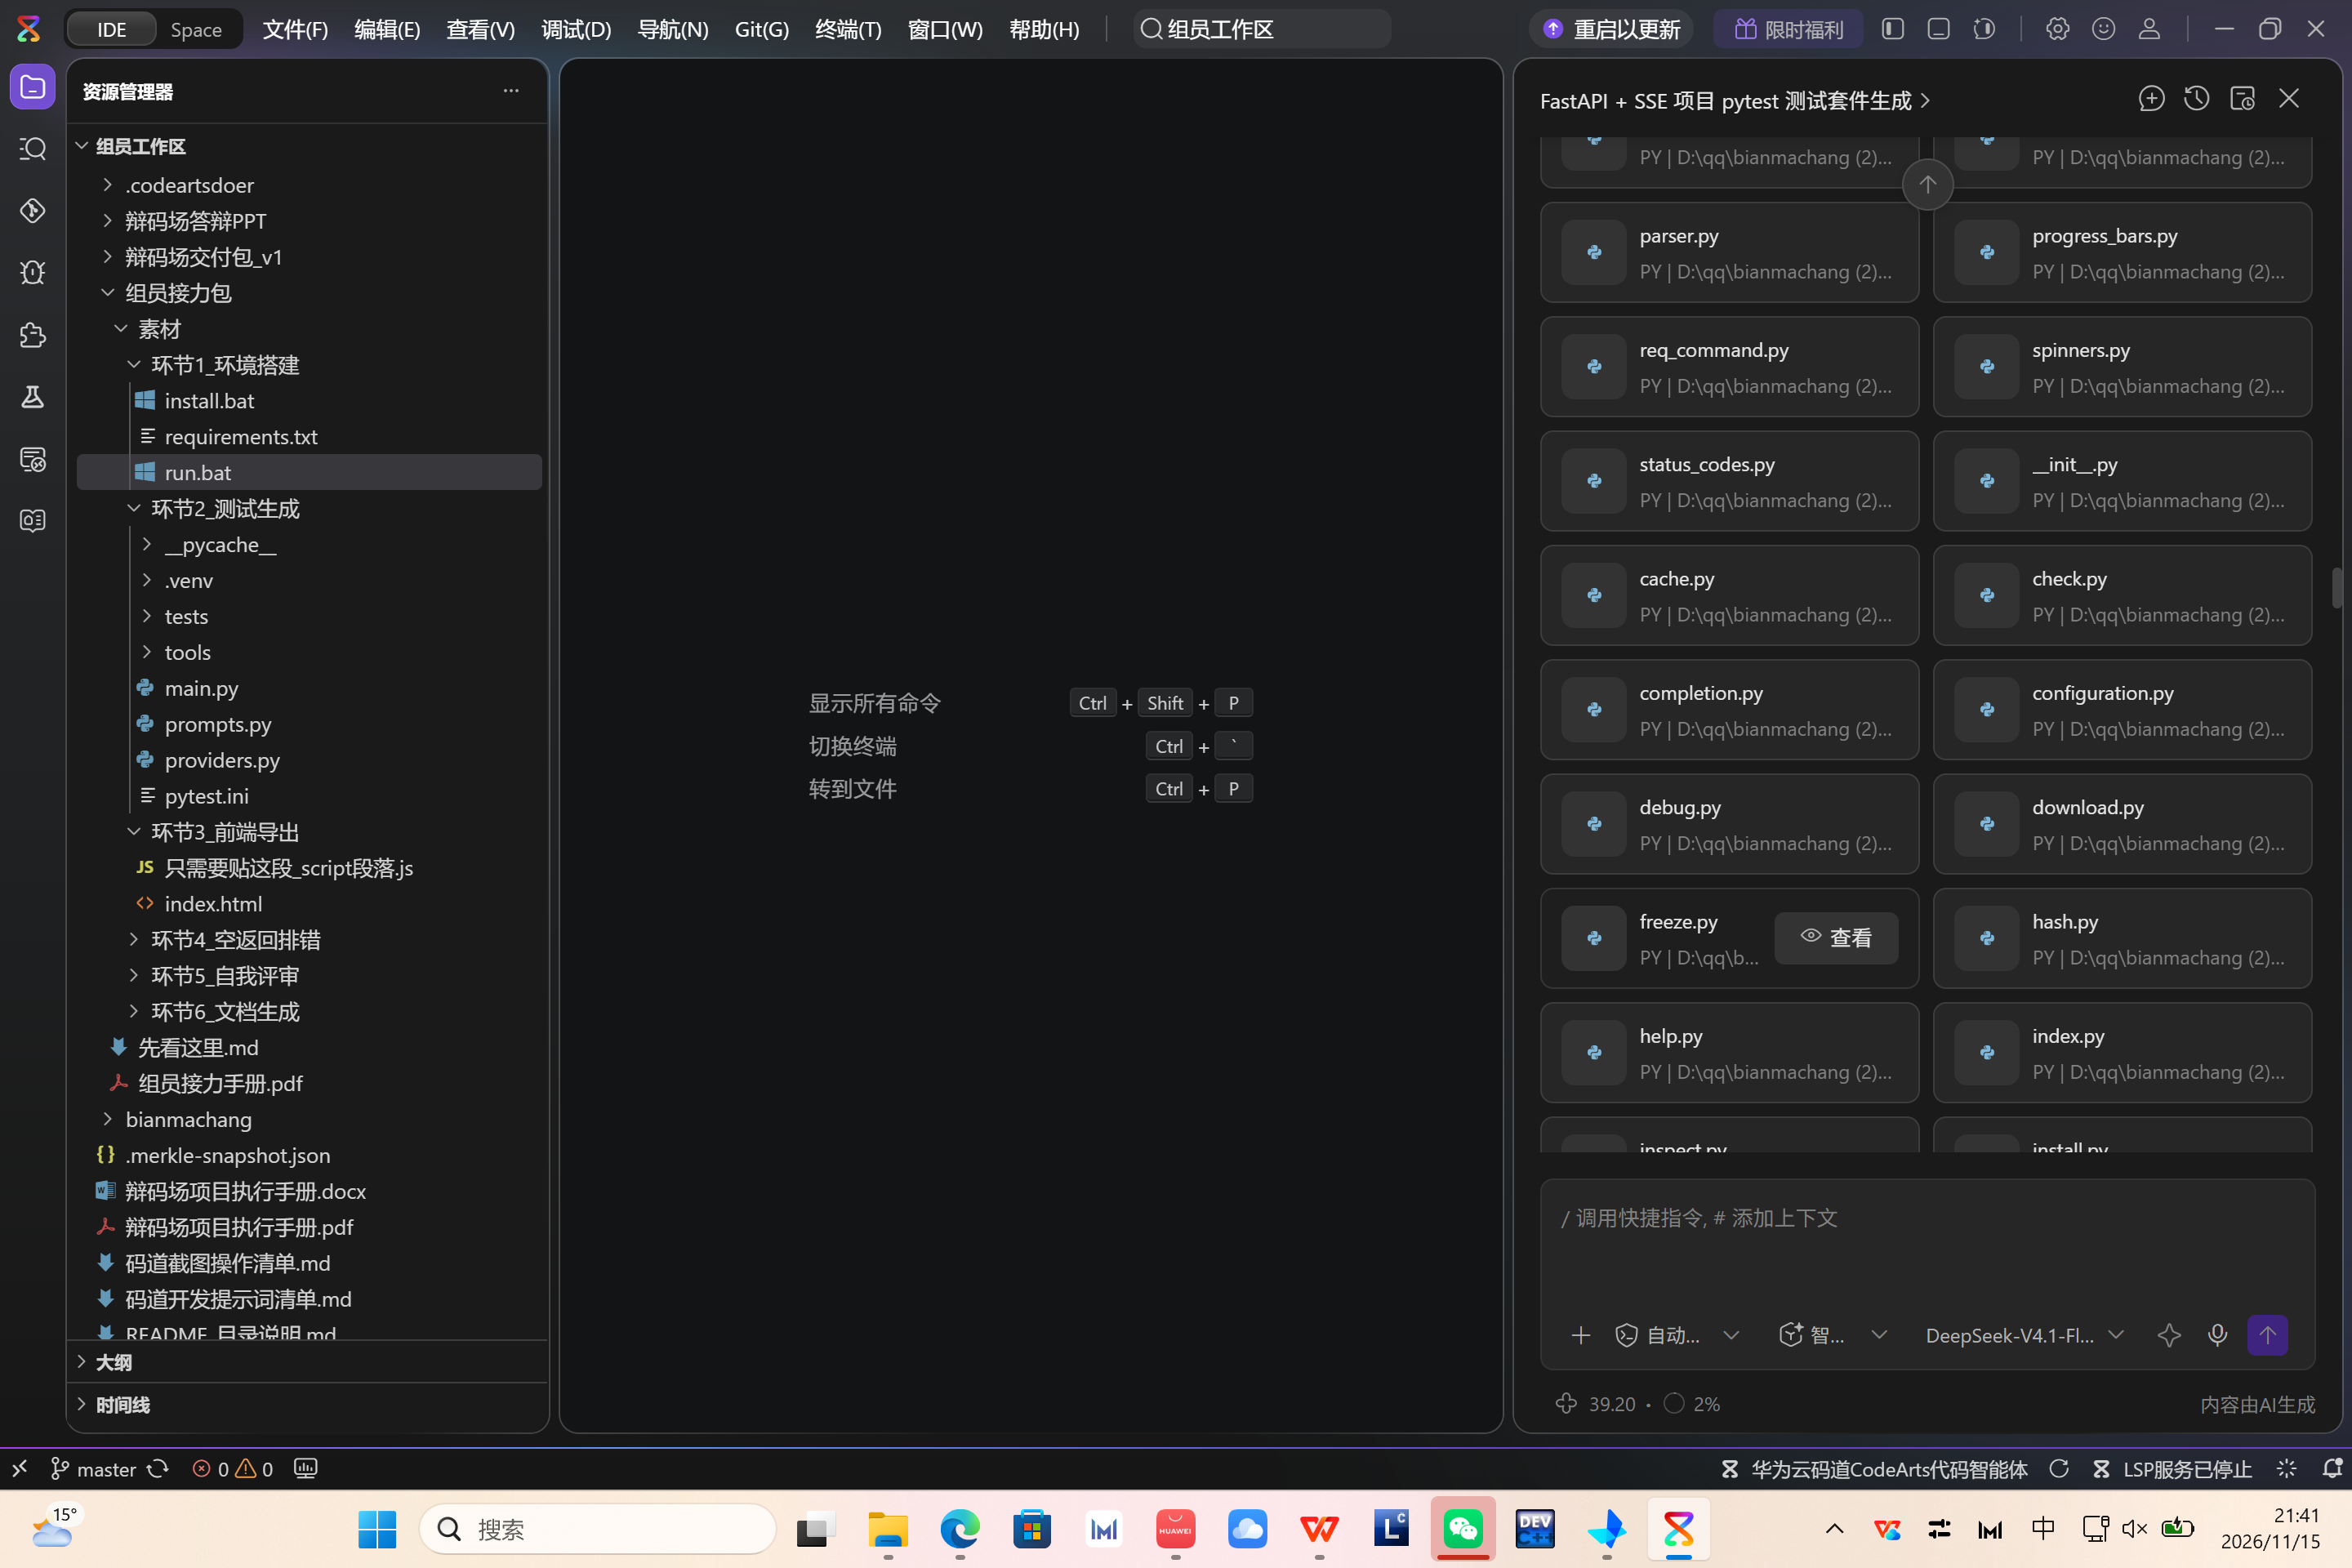 IDE Space 文件(F) 编辑(E) 查看(V) 调试(D) 导航(N) Git(G) 终端(T) 窗口(W) 帮助(H) 组员工作区 重启以更新 限时福利
资源管理器
组员工作区
.codeartsdoer
辩码场答辩PPT
辩码场交付包_v1
组员接力包
素材
环节1_环境搭建
install.bat
requirements.txt
run.bat
环节2_测试生成
__pycache__
.venv
tests
tools
main.py
prompts.py
providers.py
pytest.ini
环节3_前端导出
JS 只需要贴这段_script段落.js
index.html
环节4_空返回排错
环节5_自我评审
环节6_文档生成
先看这里.md
组员接力手册.pdf
bianmachang
.merkle-snapshot.json
辩码场项目执行手册.docx
辩码场项目执行手册.pdf
码道截图操作清单.md
码道开发提示词清单.md
README_目录说明.md
大纲
时间线
显示所有命令 Ctrl + Shift + P
切换终端 Ctrl + `
转到文件 Ctrl + P
FastAPI + SSE 项目 pytest 测试套件生成
PY | D:\qq\bianmachang (2)... PY | D:\qq\bianmachang (2)...
parser.py progress_bars.py
PY | D:\qq\bianmachang (2)... PY | D:\qq\bianmachang (2)...
req_command.py spinners.py
PY | D:\qq\bianmachang (2)... PY | D:\qq\bianmachang (2)...
status_codes.py __init__.py
PY | D:\qq\bianmachang (2)... PY | D:\qq\bianmachang (2)...
cache.py check.py
PY | D:\qq\bianmachang (2)... PY | D:\qq\bianmachang (2)...
completion.py configuration.py
PY | D:\qq\bianmachang (2)... PY | D:\qq\bianmachang (2)...
debug.py download.py
PY | D:\qq\bianmachang (2)... PY | D:\qq\bianmachang (2)...
freeze.py 查看 hash.py
PY | D:\qq\b... PY | D:\qq\bianmachang (2)...
help.py index.py
PY | D:\qq\bianmachang (2)... PY | D:\qq\bianmachang (2)...
inspect.py install.py
/ 调用快捷指令, # 添加上下文
自动... 智... DeepSeek-V4.1-Fl...
39.20 • 2% 内容由AI生成
master 0 0 华为云码道CodeArts代码智能体 LSP服务已停止
15° 搜索 HUAWEI L C DEV C++ 中 21:41
2026/11/15